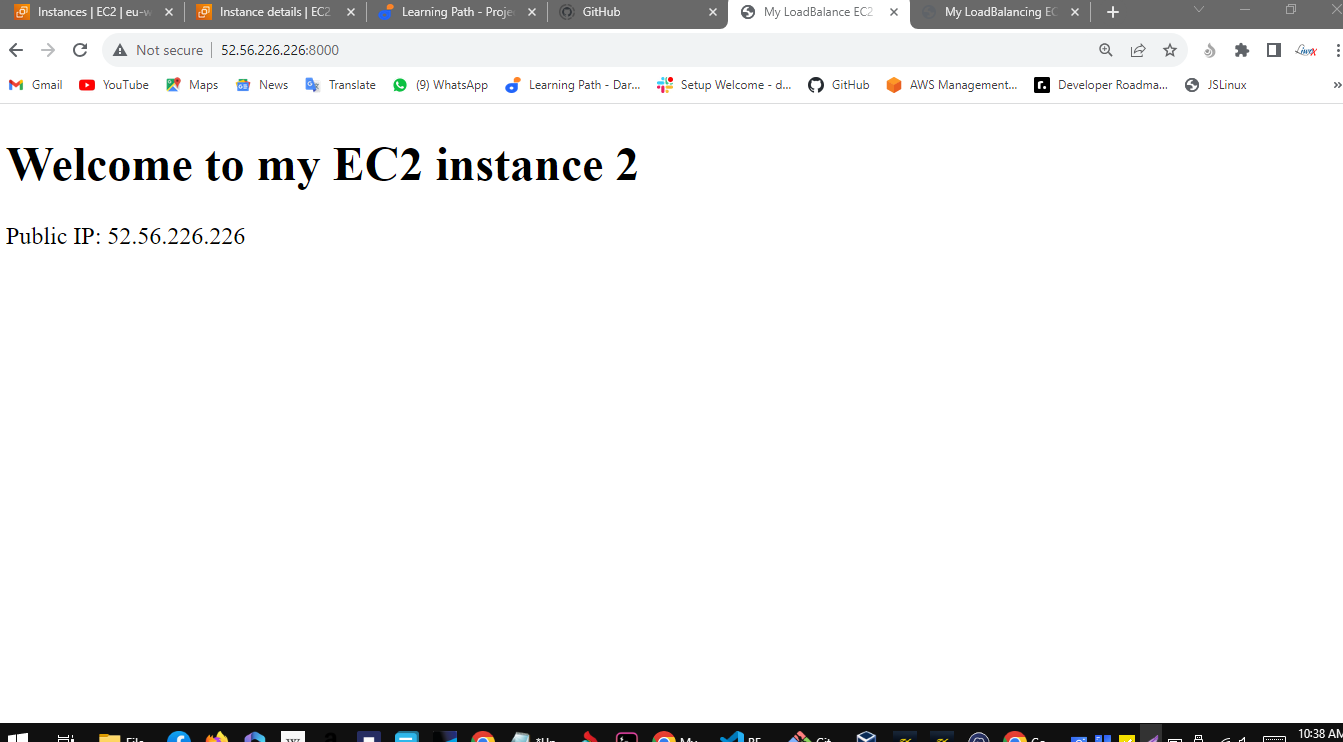 Instances | EC2 | eu-w
Instance details | EC2
Learning Path - Proje
GitHub
My LoadBalance EC2
My LoadBalancing EC
Not secure | 52.56.226.226:8000
Gmail
YouTube
Maps
News
Translate
(9) WhatsApp
Learning Path - Dar...
Setup Welcome - d...
GitHub
AWS Management...
Developer Roadma...
JSLinux
»
Welcome to my EC2 instance 2
Public IP: 52.56.226.226
10:38 AM